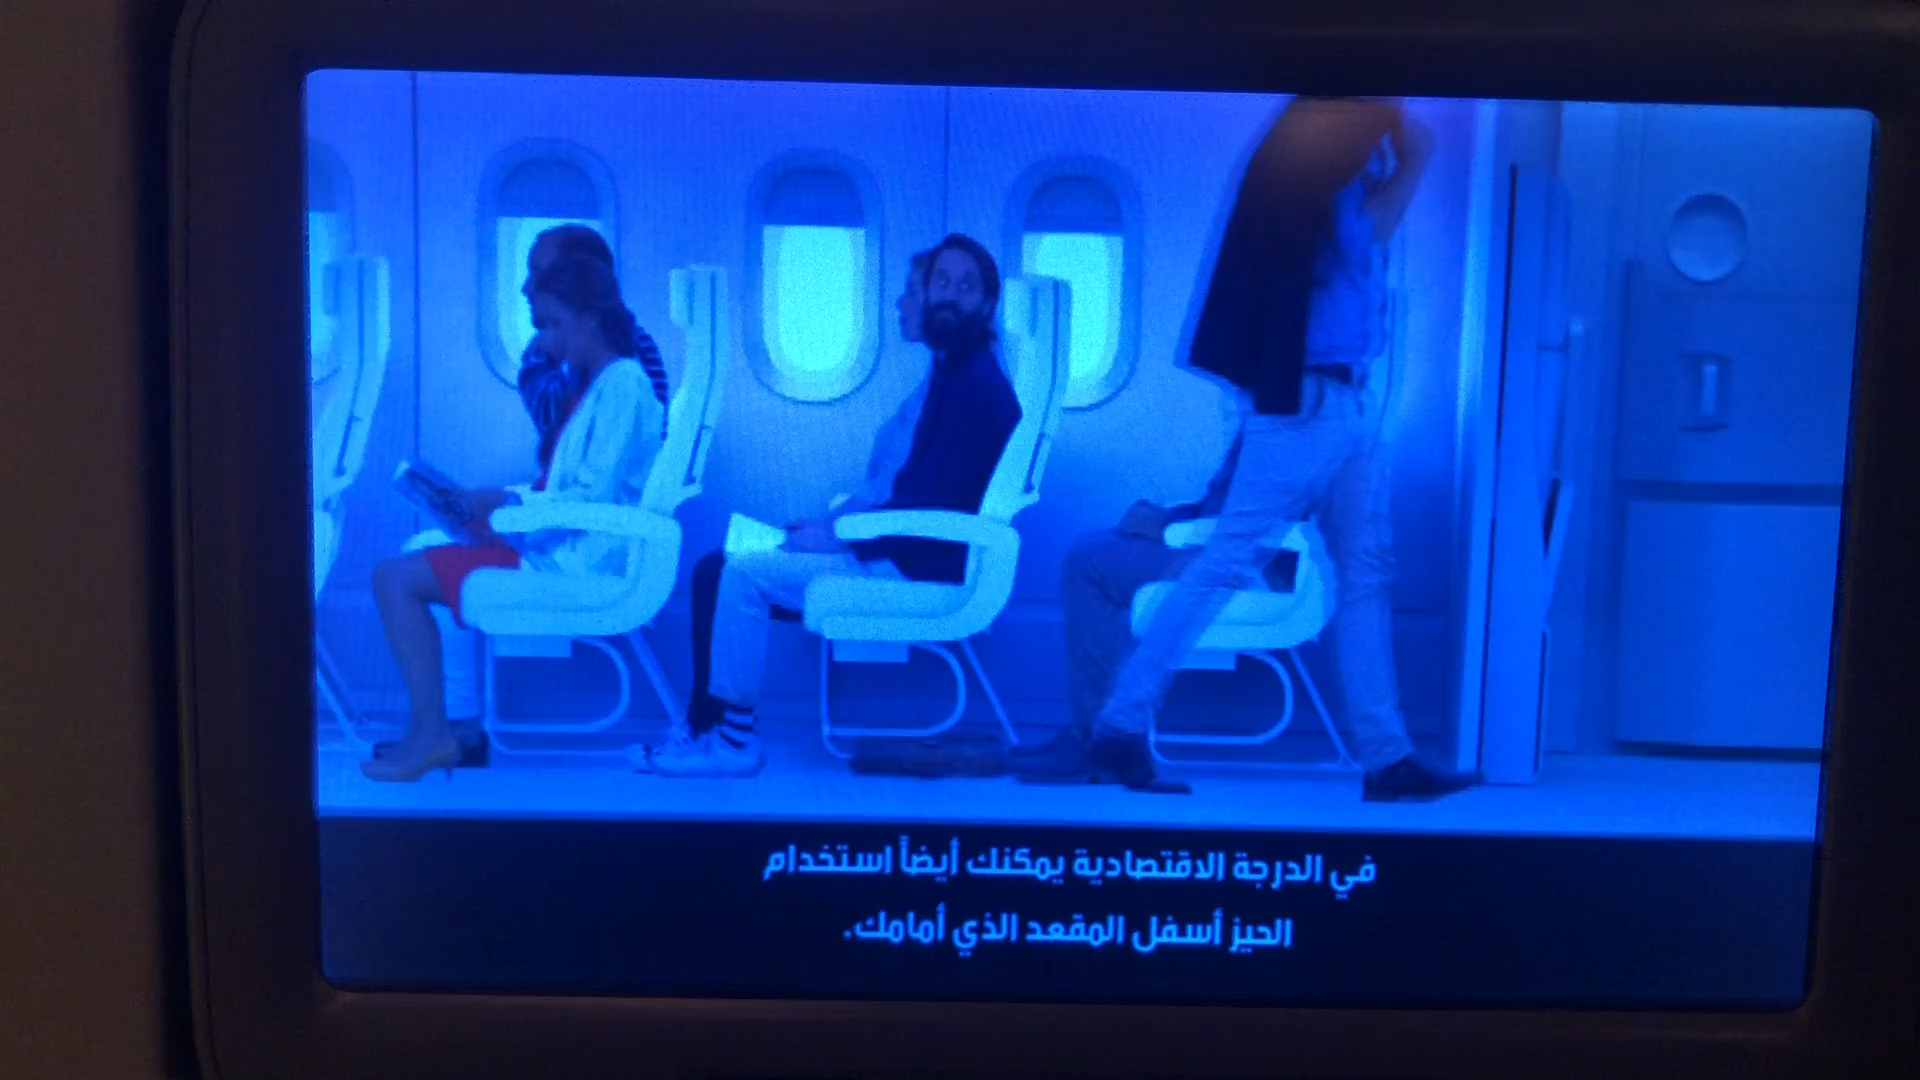 في الدرجة الاقتصادية يمكنك أيضاً استخدام
الحيز أسفل المقعد الذي أمامك.